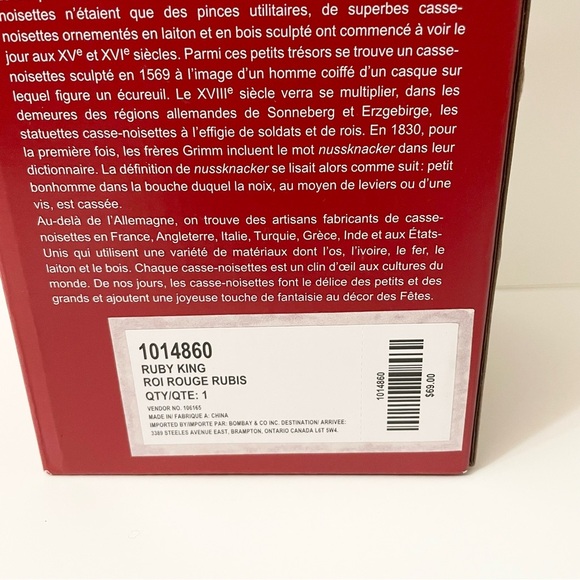 noisettes n'étaient que des pinces utilitaires, de superbes casse-
noisettes ornementés en laiton et en bois sculpté ont commencé à voir le
jour aux XVe et XVIe siècles. Parmi ces petits trésors se trouve un casse-
noisettes sculpté en 1569 à l'image d'un homme coiffé d'un casque sur
lequel figure un écureuil. Le XVIIIe siècle verra se multiplier, dans les
demeures des régions allemandes de Sonneberg et Erzgebirge, les
statuettes casse-noisettes à l'effigie de soldats et de rois. En 1830, pour
la première fois, les frères Grimm incluent le mot nussknacker dans leur
dictionnaire. La définition de nussknacker se lisait alors comme suit : petit
bonhomme dans la bouche duquel la noix, au moyen de leviers ou d'une
vis, est cassée.
Au-delà de l'Allemagne, on trouve des artisans fabricants de casse-
noisettes en France, Angleterre, Italie, Turquie, Grèce, Inde et aux États-
Unis qui utilisent une variété de matériaux dont l'os, l'ivoire, le fer, le
laiton et le bois. Chaque casse-noisettes est un clin d'œil aux cultures du
monde. De nos jours, les casse-noisettes font le délice des petits et des
grands et ajoutent une joyeuse touche de fantaisie au décor des Fêtes.
1014860
RUBY KING
ROI ROUGE RUBIS
QTY/QTE: 1
VENDOR NO. 106165
MADE IN/ FABRIQUE A: CHINA
IMPORTED BY/IMPORTE PAR: BOMBAY & CO INC. DESTINATION/ ARRIVEE:
3389 STEELES AVENUE EAST, BRAMPTON, ONTARIO CANADA L6T 5W4.
1014860
$69.00